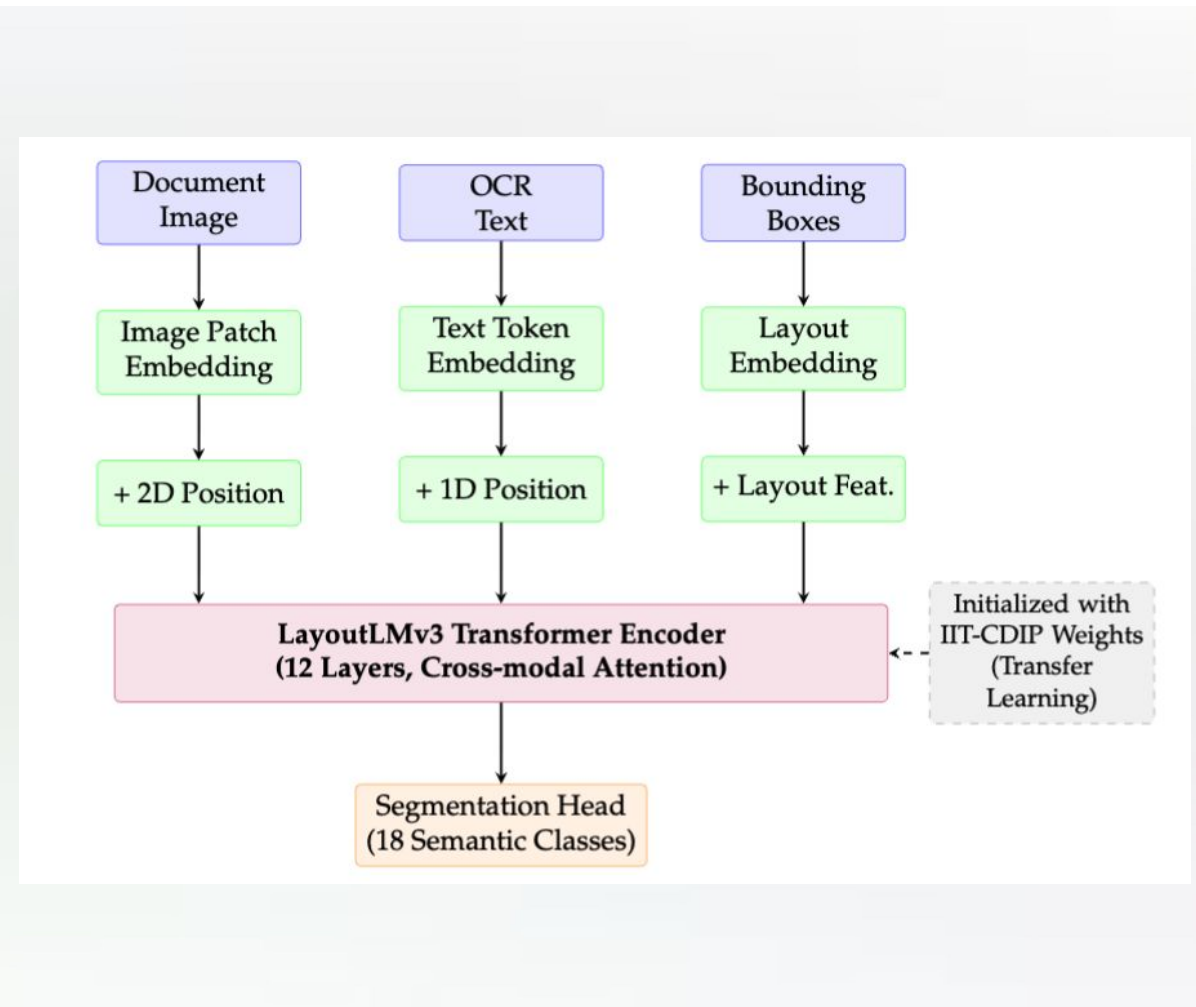 Document
Image
OCR
Text
Bounding
Boxes
Image Patch
Embedding
Text Token
Embedding
Layout
Embedding
+ 2D Position
+ 1D Position
+ Layout Feat.
LayoutLMv3 Transformer Encoder
(12 Layers, Cross-modal Attention)
Initialized with
IIT-CDIP Weights
(Transfer
Learning)
Segmentation Head
(18 Semantic Classes)